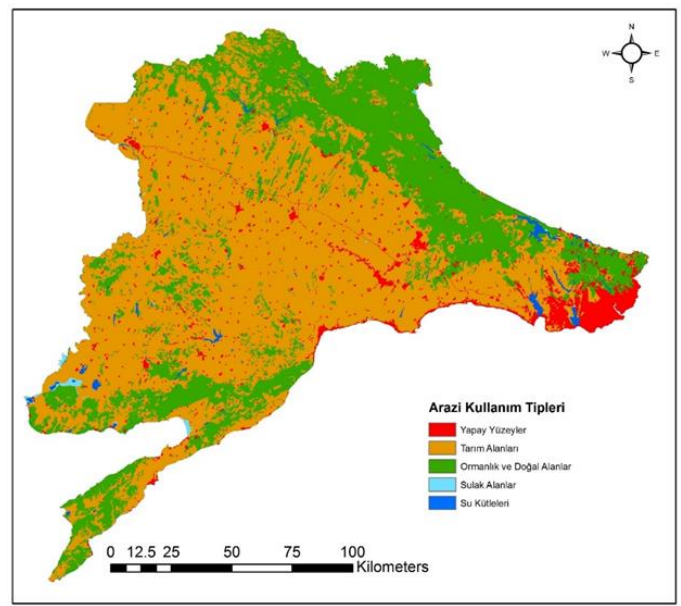 N
W E
S
Arazi Kullanım Tipleri
Yapay Yüzeyler
Tarım Alanları
Ormanlık ve Doğal Alanlar
Sulak Alanlar
Su Kütleleri
0 12.5 25 50 75 100
Kilometers